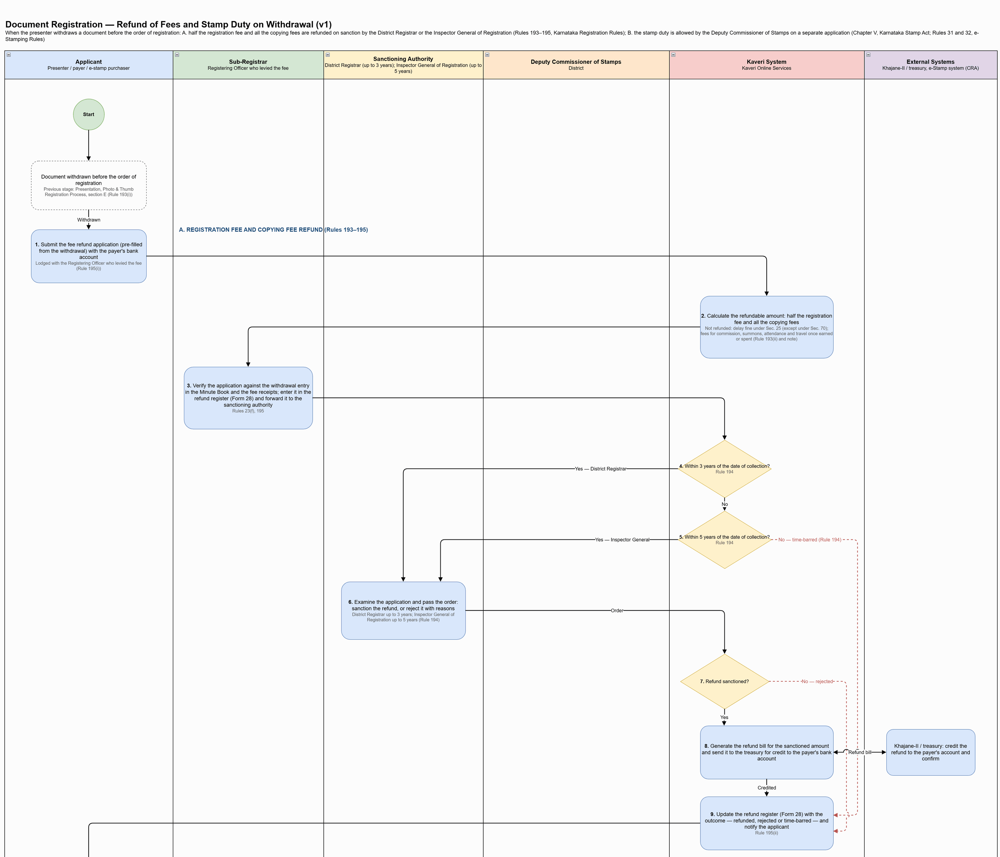 Document Registration — Refund of Fees and Stamp Duty on Withdrawal (v1)
When the presenter withdraws a document before the order of registration: A. half the registration fee and all the copying fees are refunded on sanction by the District Registrar or the Inspector General of Registration (Rules 193–195, Karnataka Registration Rules); B. the stamp duty is allowed by the Deputy Commissioner of Stamps on a separate application (Chapter V, Karnataka Stamp Act; Rules 31 and 32, e-
Stamping Rules)
Applicant
Presenter / payer / e-stamp purchaser
Sub-Registrar
Registering Officer who levied the fee
Sanctioning Authority
District Registrar (up to 3 years); Inspector General of Registration (up to
5 years)
Deputy Commissioner of Stamps
District
Kaveri System
Kaveri Online Services
External Systems
Khajane-II / treasury, e-Stamp system (CRA)
Start
Document withdrawn before the order of
registration
Previous stage: Presentation, Photo & Thumb
Registration Process, section E (Rule 193(i))
Withdrawn
A. REGISTRATION FEE AND COPYING FEE REFUND (Rules 193–195)
1. Submit the fee refund application (pre-filled
from the withdrawal) with the payer's bank
account
Lodged with the Registering Officer who levied the fee
(Rule 195(i))
2. Calculate the refundable amount: half the registration
fee and all the copying fees
Not refunded: delay fine under Sec. 25 (except under Sec. 70);
fees for commission, summons, attendance and travel once earned
or spent (Rule 193(ii) and note)
3. Verify the application against the withdrawal entry
in the Minute Book and the fee receipts; enter it in the
refund register (Form 28) and forward it to the
sanctioning authority
Rules 23(f), 195
4. Within 3 years of the date of collection?
Rule 194
Yes — District Registrar
No
5. Within 5 years of the date of collection?
Rule 194
Yes — Inspector General
No — time-barred (Rule 194)
6. Examine the application and pass the order:
sanction the refund, or reject it with reasons
District Registrar up to 3 years; Inspector General of
Registration up to 5 years (Rule 194)
Order
7. Refund sanctioned?
No — rejected
Yes
8. Generate the refund bill for the sanctioned amount
and send it to the treasury for credit to the payer's bank
account
Refund bill
Khajane-II / treasury: credit the
refund to the payer's account and
confirm
Credited
9. Update the refund register (Form 28) with the
outcome — refunded, rejected or time-barred — and
notify the applicant
Rule 195(ii)